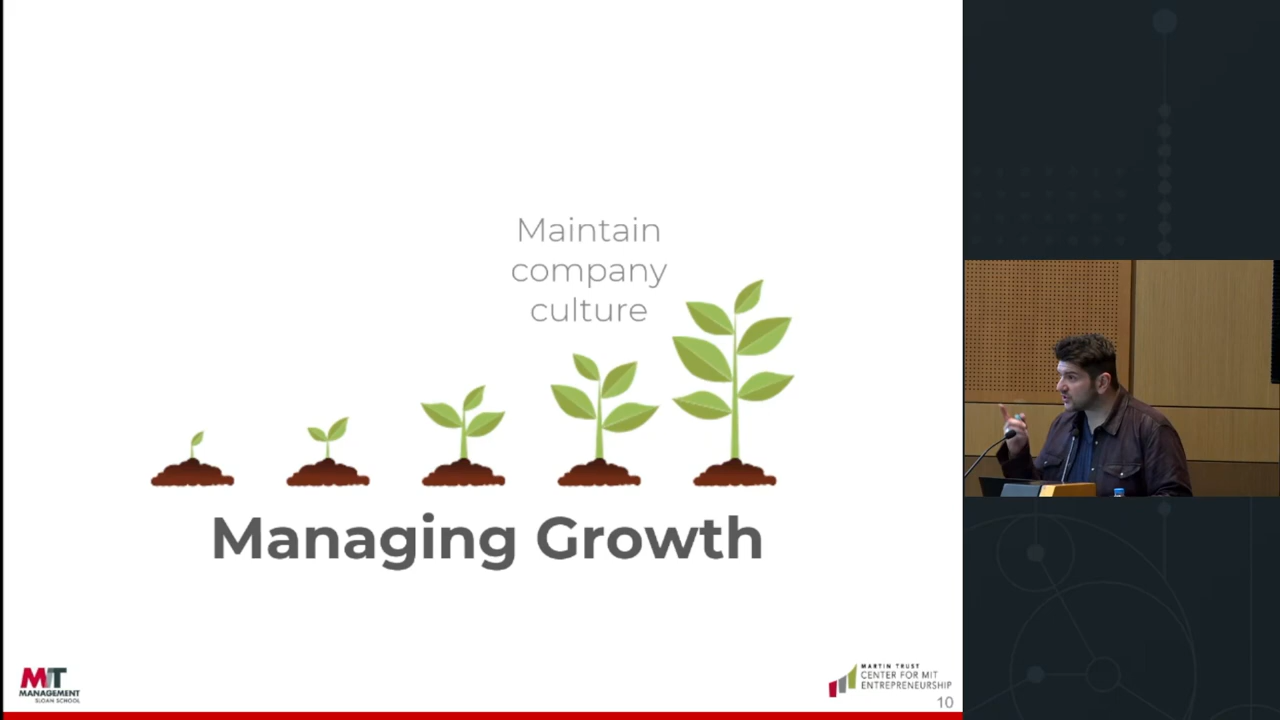 Maintain
company
culture
Managing Growth
MIT
MANAGEMENT
SLOAN SCHOOL
MARTIN TRUST
CENTER FOR MIT
ENTREPRENEURSHIP
10